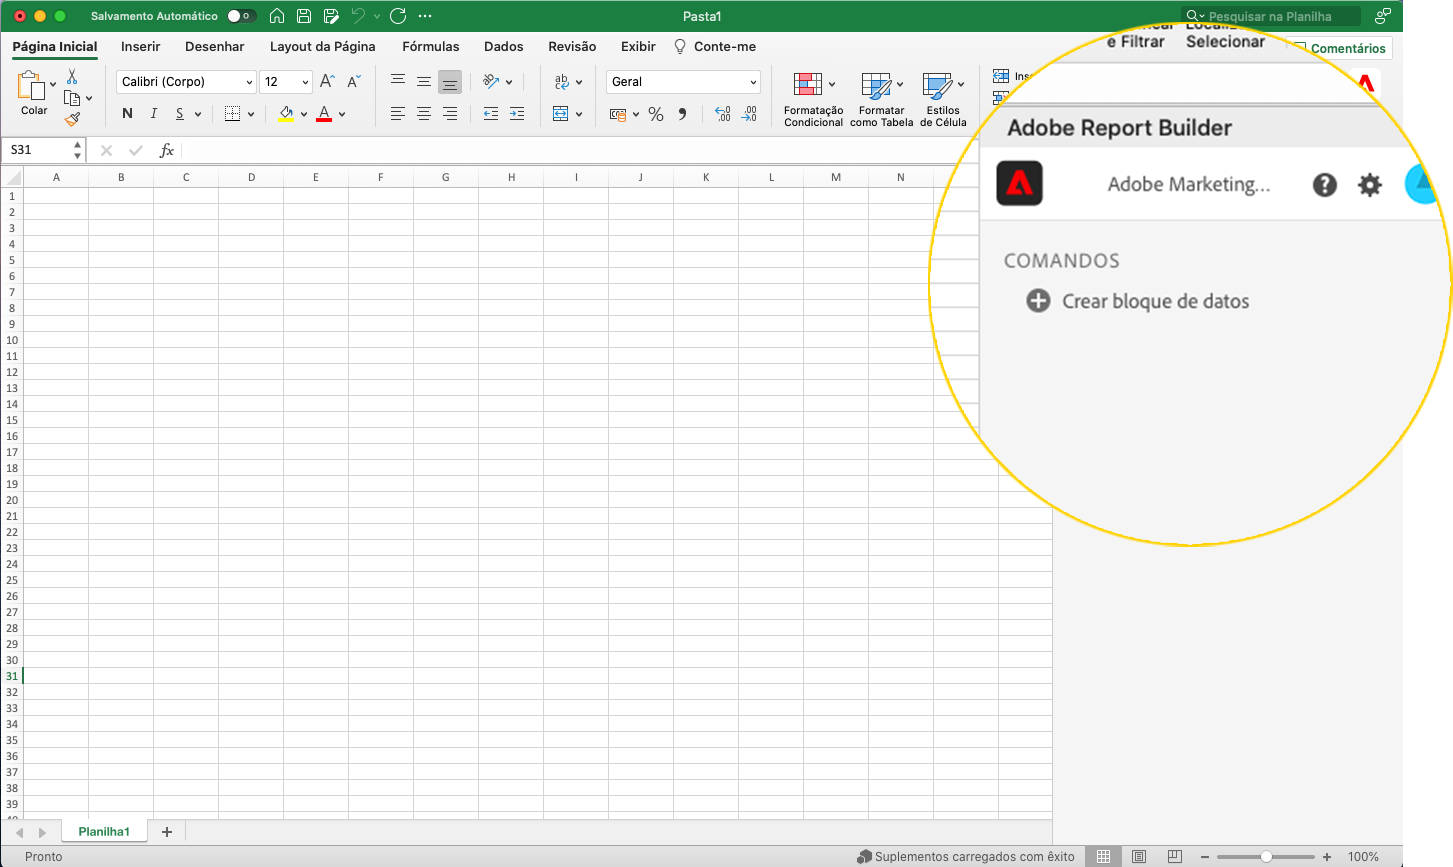 Salvamento Automático 0 Pasta1 Pesquisar na Planilha
Página Inicial Inserir Desenhar Layout da Página Fórmulas Dados Revisão Exibir Conte-me
e Filtrar Selecionar Comentários
Colar
Calibri (Corpo) 12
N I S
A
ab
Geral
%
Formatação
Condicional
Formatar
como Tabela
Estilos
de Célula
S31 fx
A B C D E F G H I J K L M N
1
2
3
4
5
6
7
8
9
10
11
12
13
14
15
16
17
18
19
20
21
22
23
24
25
26
27
28
29
30
31
32
33
34
35
36
37
38
39
Adobe Report Builder
Adobe Marketing...
COMANDOS
Crear bloque de datos
Planilha1
Pronto Suplementos carregados com êxito 100%